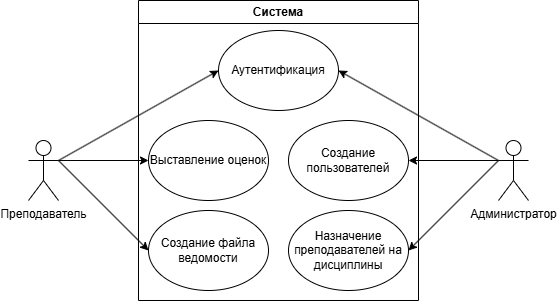 Система
Аутентификация
Выставление оценок
Создание
пользователей
Преподаватель
Администратор
Создание файла
ведомости
Назначение
преподавателей на
дисциплины